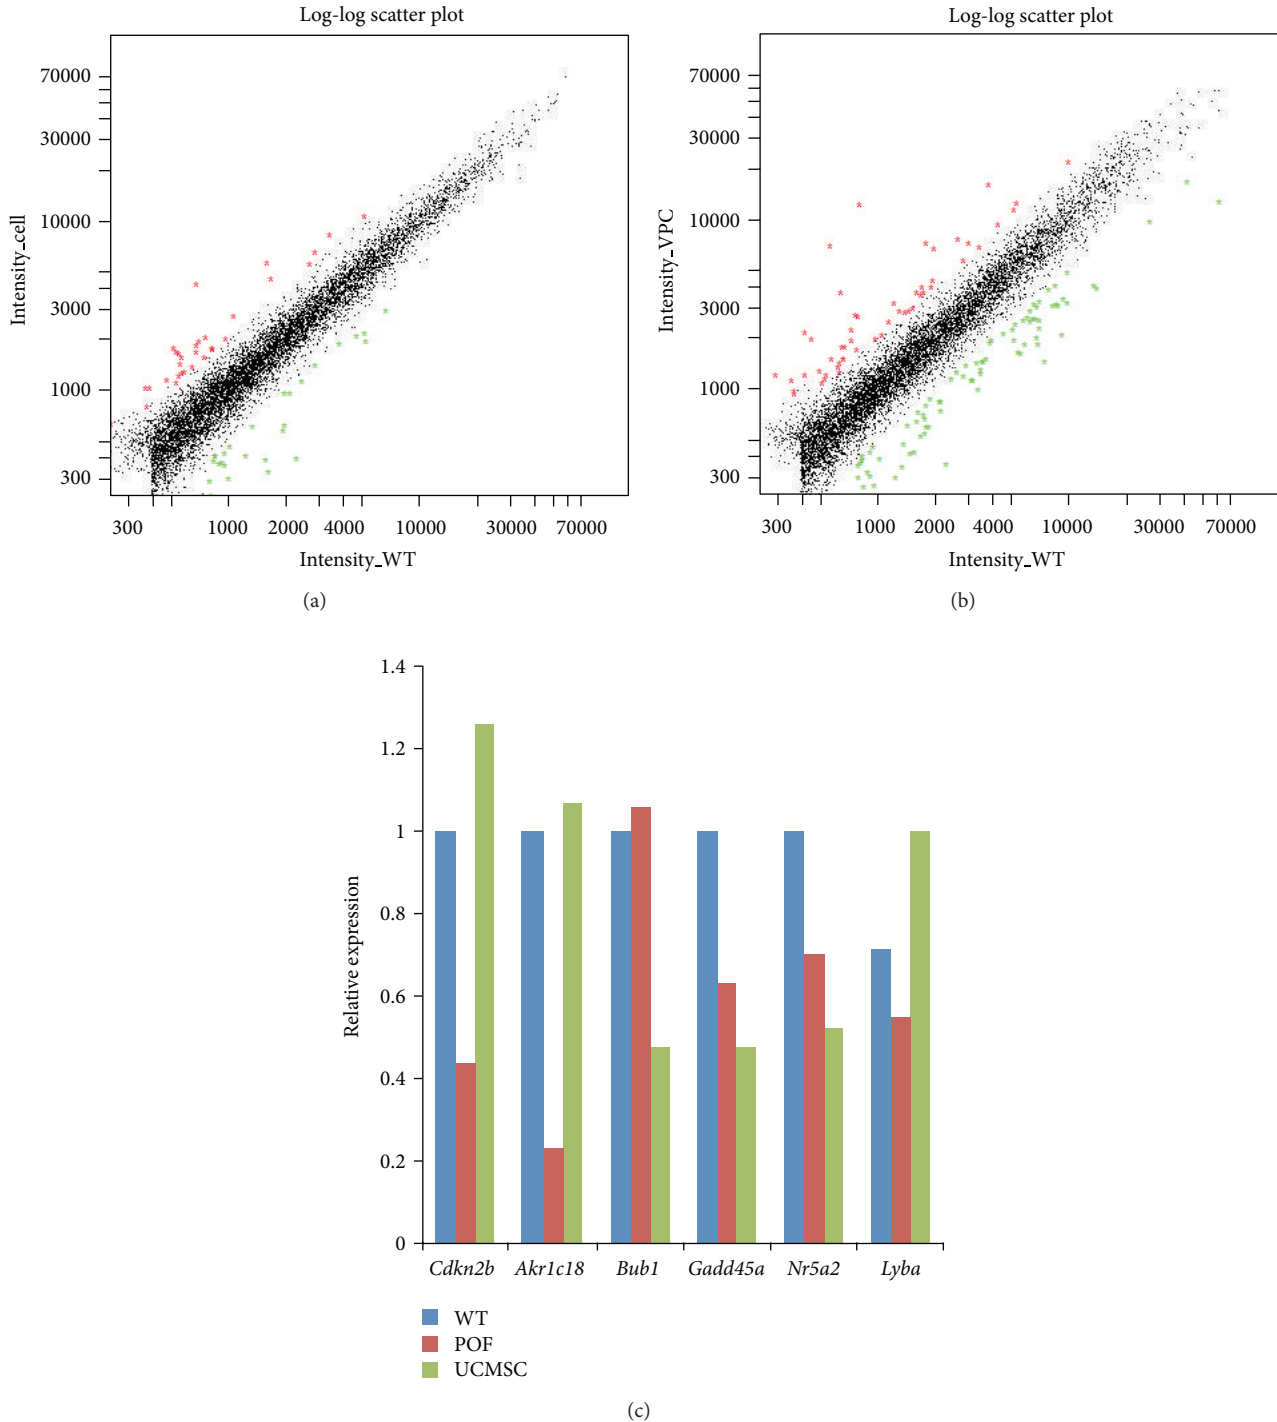 Log-log scatter plot
Intensity_cell
70000
30000
10000
3000
1000
300
300 1000 2000 4000 10000 30000 70000
Intensity_WT
(a)
Log-log scatter plot
Intensity_VPC
70000
30000
10000
3000
1000
300
300 1000 2000 4000 10000 30000 70000
Intensity_WT
(b)
Relative expression
1.4
1.2
1
0.8
0.6
0.4
0.2
0
Cdkn2b Akr1c18 Bub1 Gadd45a Nr5a2 Lyba
WT
POF
UCMSC
(c)